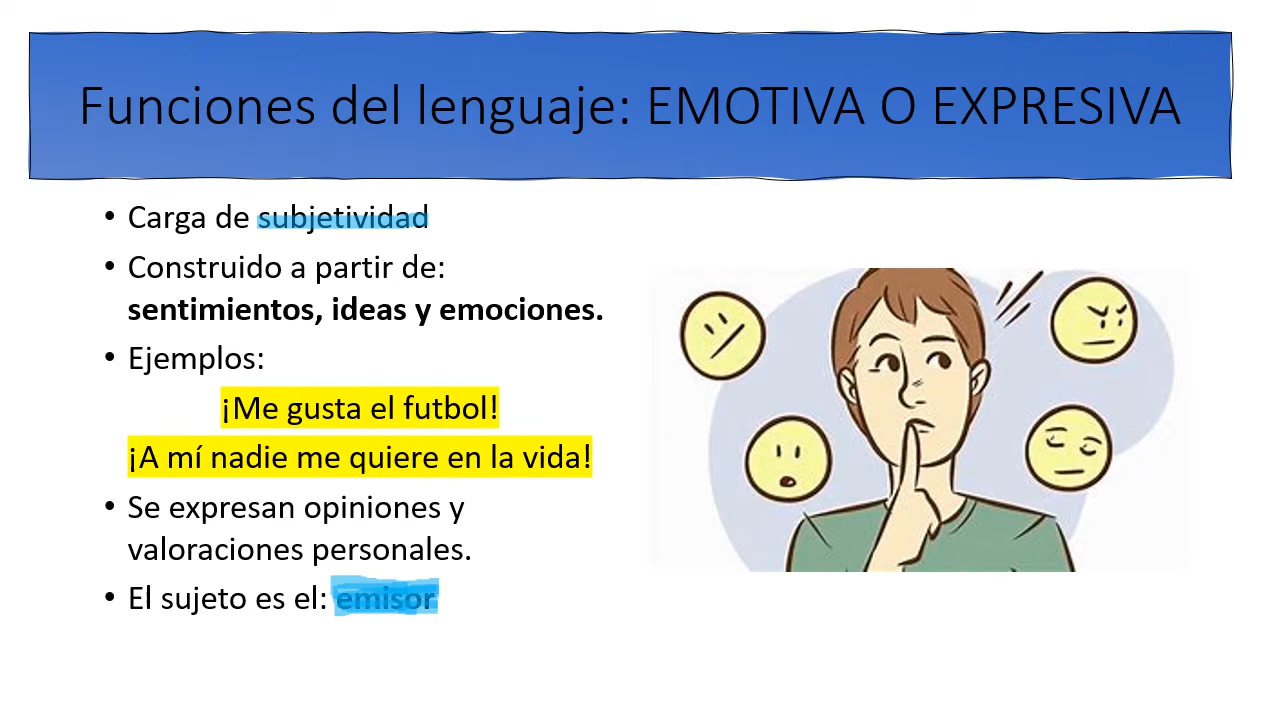 Funciones del lenguaje: EMOTIVA O EXPRESIVA
• Carga de subjetividad
• Construido a partir de:
sentimientos, ideas y emociones.
• Ejemplos:
¡Me gusta el futbol!
¡A mí nadie me quiere en la vida!
• Se expresan opiniones y
valoraciones personales.
• El sujeto es el: emisor